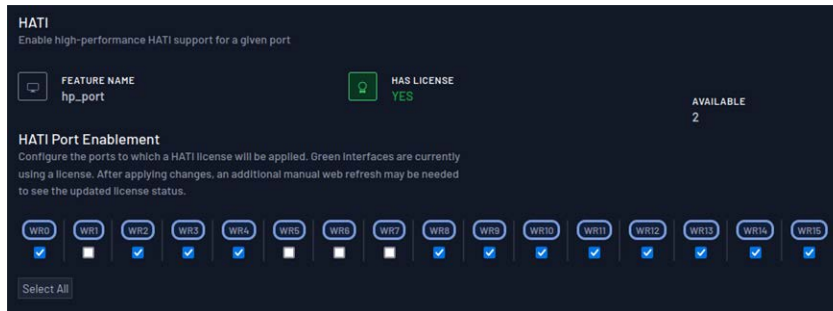 HATI
Enable high-performance HATI support for a given port
FEATURE NAME
hp_port
HAS LICENSE
YES
AVAILABLE
2
HATI Port Enablement
Configure the ports to which a HATI license will be applied. Green interfaces are currently
using a license. After applying changes, an additional manual web refresh may be needed
to see the updated license status.
WR0 WR1 WR2 WR3 WR4 WR5 WR6 WR7 WR8 WR9 WR10 WR11 WR12 WR13 WR14 WR15
Select All